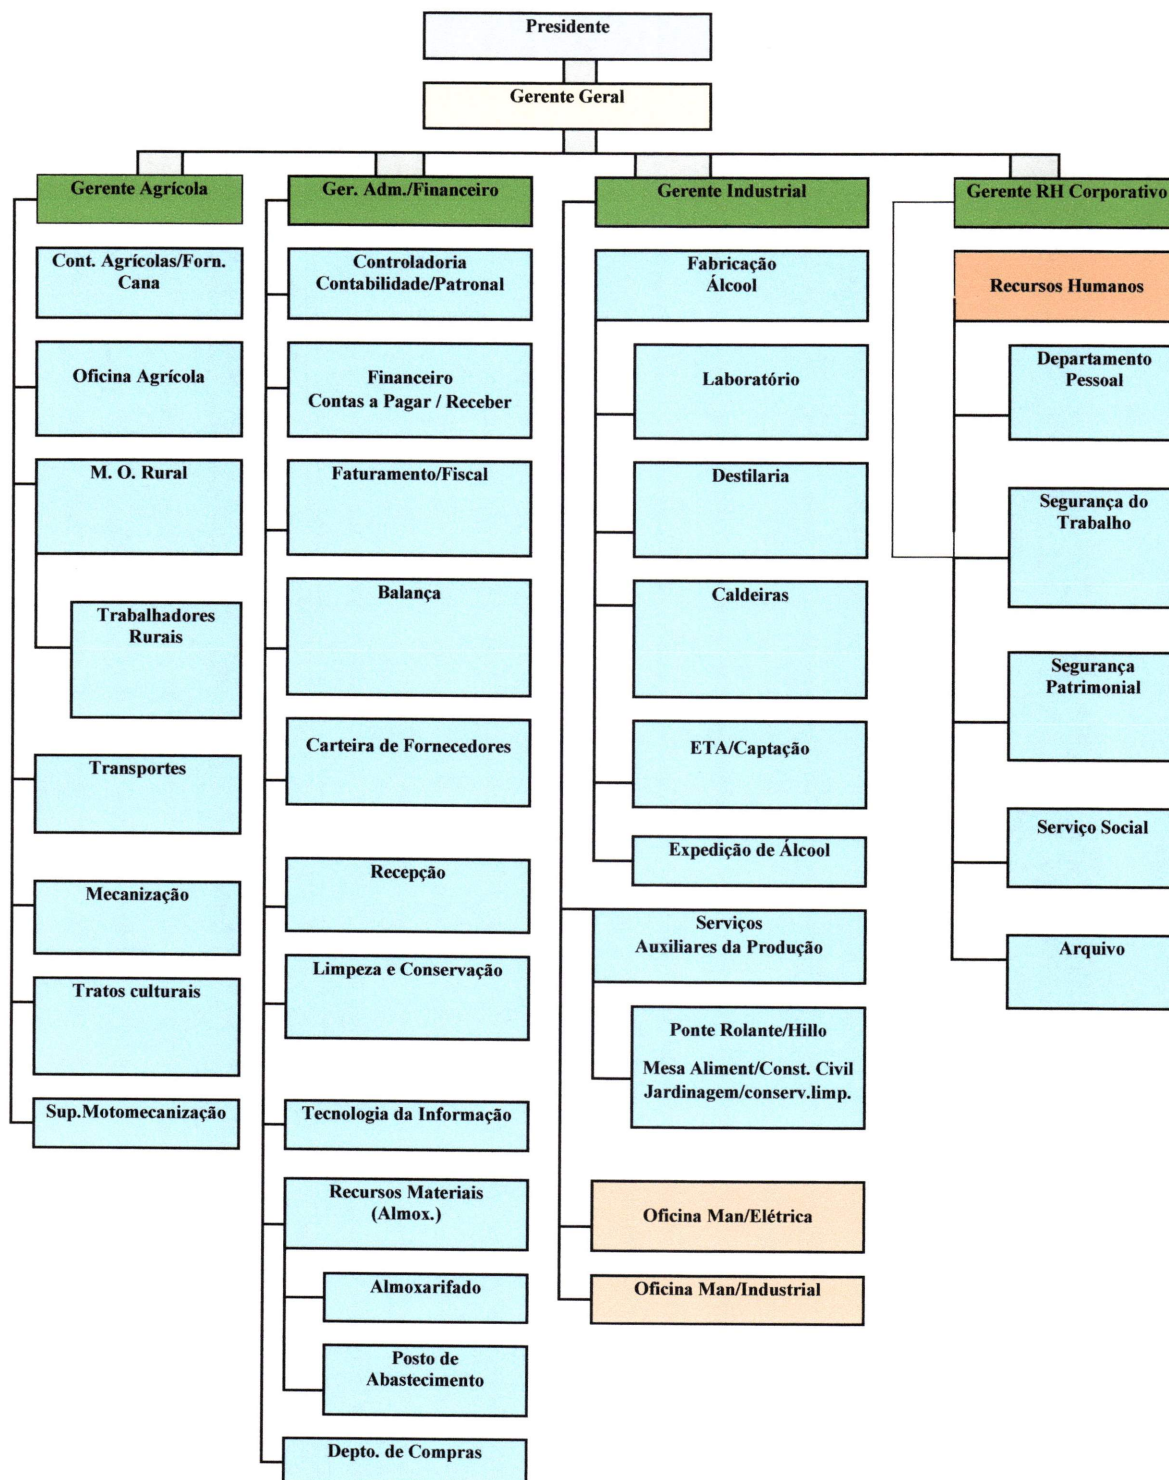 Presidente
Gerente Geral
Gerente Agrícola
Cont. Agrícolas/Forn.
Cana
Oficina Agrícola
M. O. Rural
Trabalhadores
Rurais
Transportes
Mecanização
Tratos culturais
Sup.Motomecanização
Ger. Adm./Financeiro
Controladoria
Contabilidade/Patronal
Financeiro
Contas a Pagar / Receber
Faturamento/Fiscal
Balança
Carteira de Fornecedores
Recepção
Limpeza e Conservação
Tecnologia da Informação
Recursos Materiais
(Almox.)
Almoxarifado
Posto de
Abastecimento
Depto. de Compras
Gerente Industrial
Fabricação
Álcool
Laboratório
Destilaria
Caldeiras
ETA/Captação
Expedição de Álcool
Serviços
Auxiliares da Produção
Ponte Rolante/Hillo
Mesa Aliment/Const. Civil
Jardinagem/conserv.limp.
Oficina Man/Elétrica
Oficina Man/Industrial
Gerente RH Corporativo
Recursos Humanos
Departamento
Pessoal
Segurança do
Trabalho
Segurança
Patrimonial
Serviço Social
Arquivo